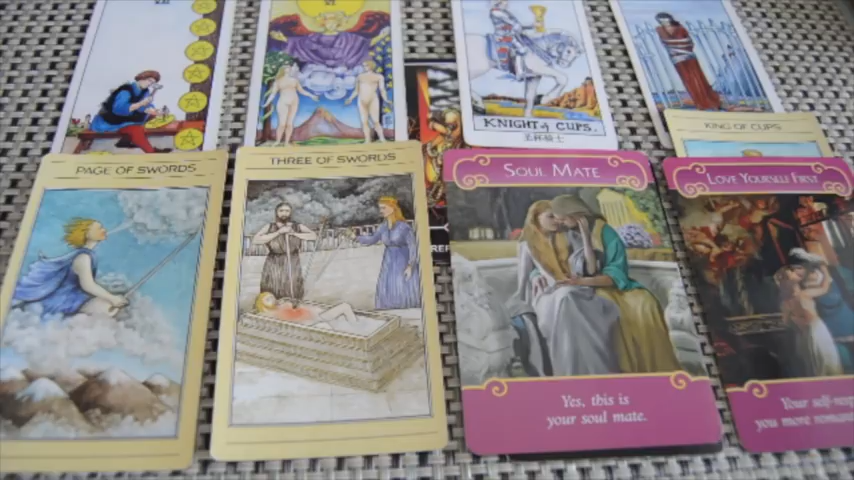 KNIGHT of CUPS.
KING OF CUPS
PAGE OF SWORDS
THREE OF SWORDS
SOUL MATE
LOVE YOURSELF FIRST
Yes, this is
your soul mate.
Your
you more